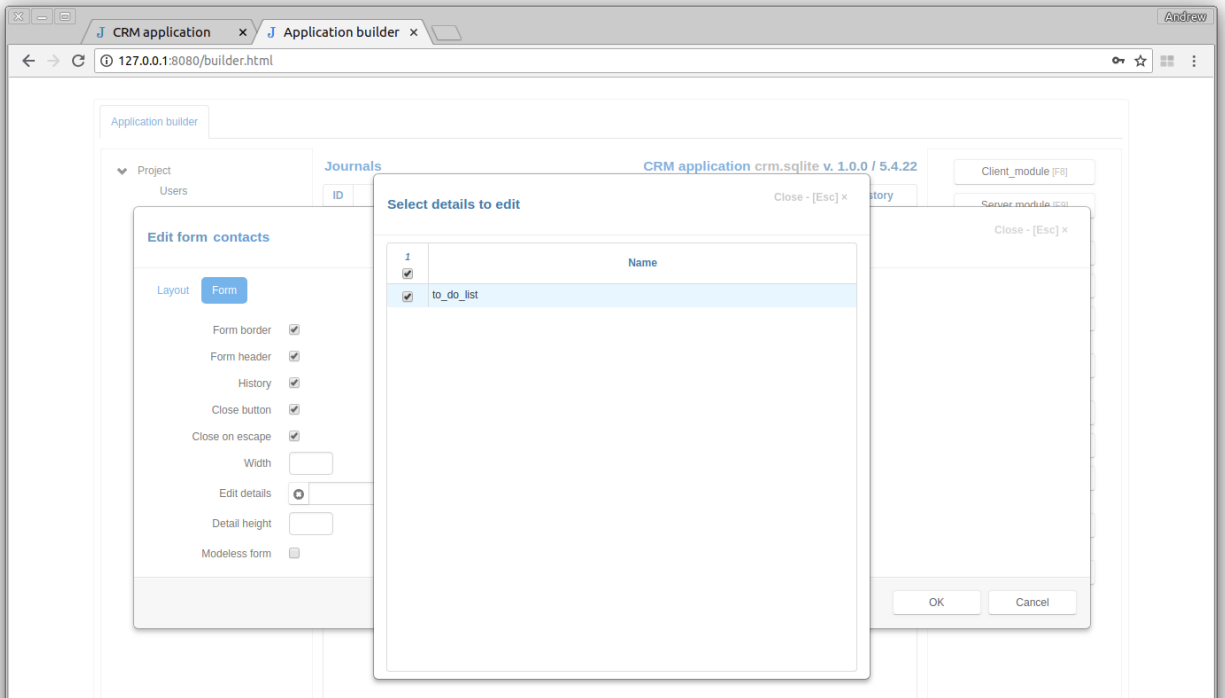 Andrew
J CRM application ×
J Application builder ×
127.0.0.1:8080/builder.html
Application builder
Project
Users
Journals
CRM application crm.sqlite v. 1.0.0 / 5.4.22
ID
story
Client_module [F8]
Server module [F9]
Edit form contacts
Close - [Esc] ×
Layout
Form
Form border
Form header
History
Close button
Close on escape
Width
Edit details
Detail height
Modeless form
OK
Cancel
Select details to edit
Close - [Esc] ×
1
Name
to_do_list